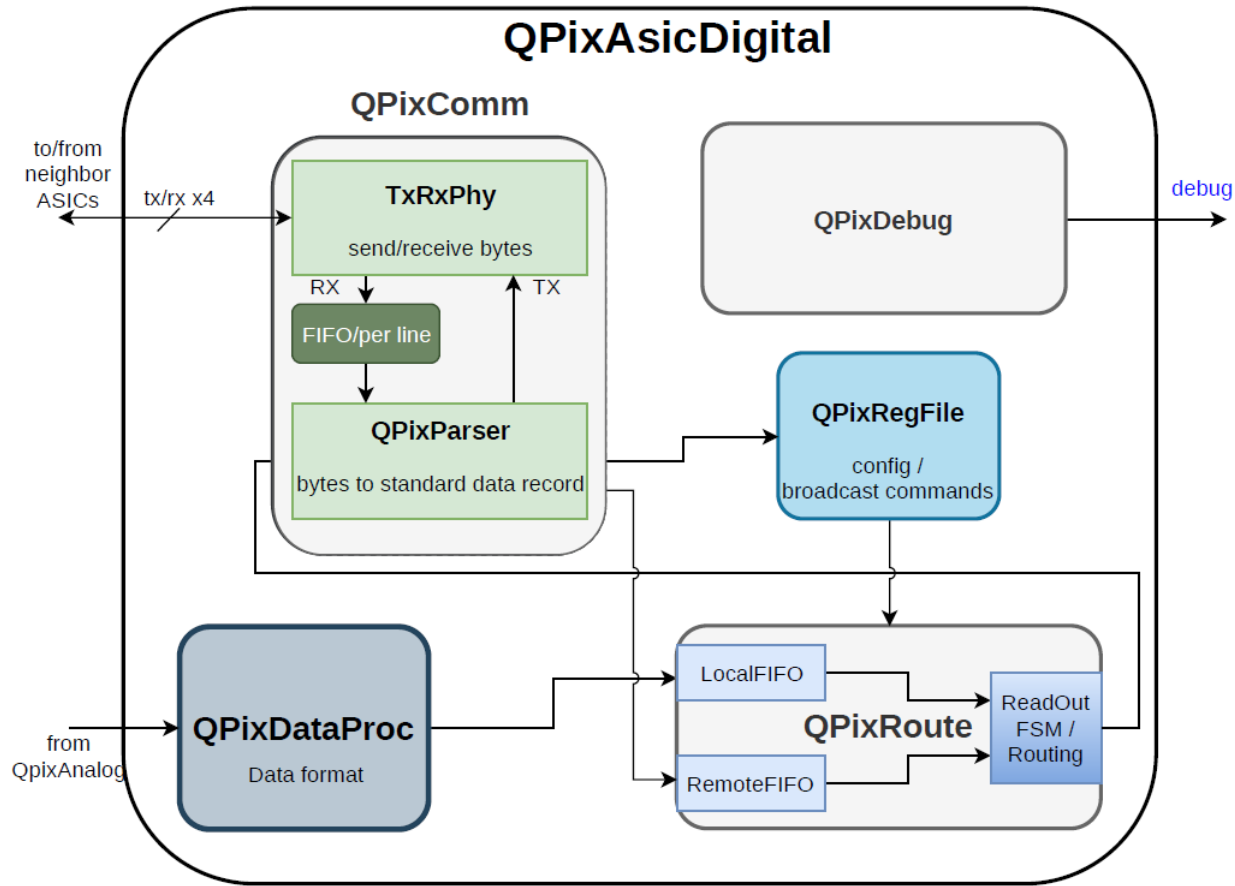 QPixAsicDigital
QPixComm
to/from
neighbor
ASICs
tx/rx x4
TxRxPhy
send/receive bytes
RX
TX
FIFO/per line
QPixParser
bytes to standard data record
QPixDebug
debug
QPixRegFile
config /
broadcast commands
from
QpixAnalog
QPixDataProc
Data format
LocalFIFO
QPixRoute
RemoteFIFO
ReadOut
FSM /
Routing